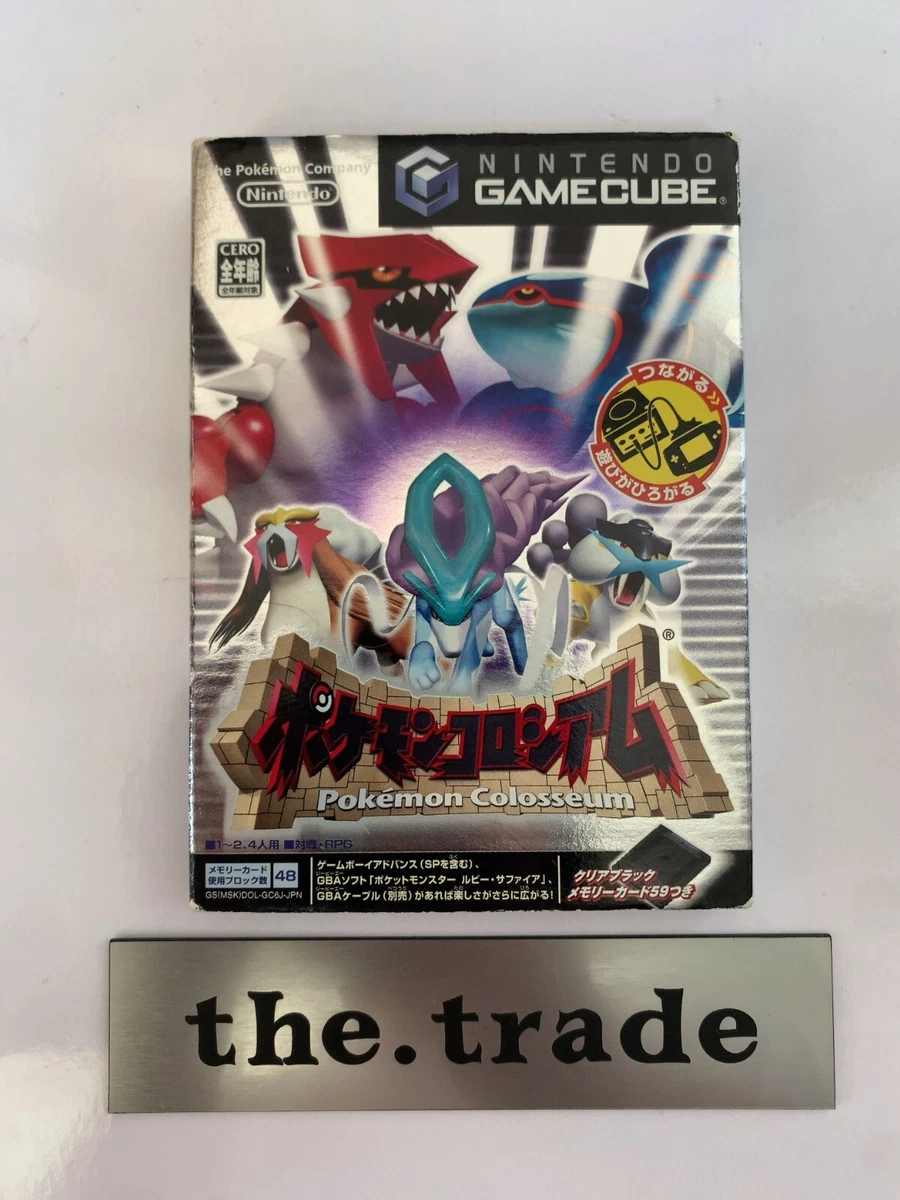 The Pokémon Company
Nintendo
NINTENDO
GAMECUBE®
CERO
全年齢
全年齢対象
つながる»
遊びがひろがる
®
ポケモンコロシアム
Pokémon Colosseum
■1〜2.4人用 ■対戦・RPG
メモリーカード
使用ブロック数
48
GS(MSK)DOL-GC6J-JPN
ゲームボーイアドバンス(SPを含む)、
GBAソフト「ポケットモンスター ルビー・サファイア」、
GBAケーブル(別売)があれば楽しさがさらに広がる!
クリアブラック
メモリーカード59つき
the.trade